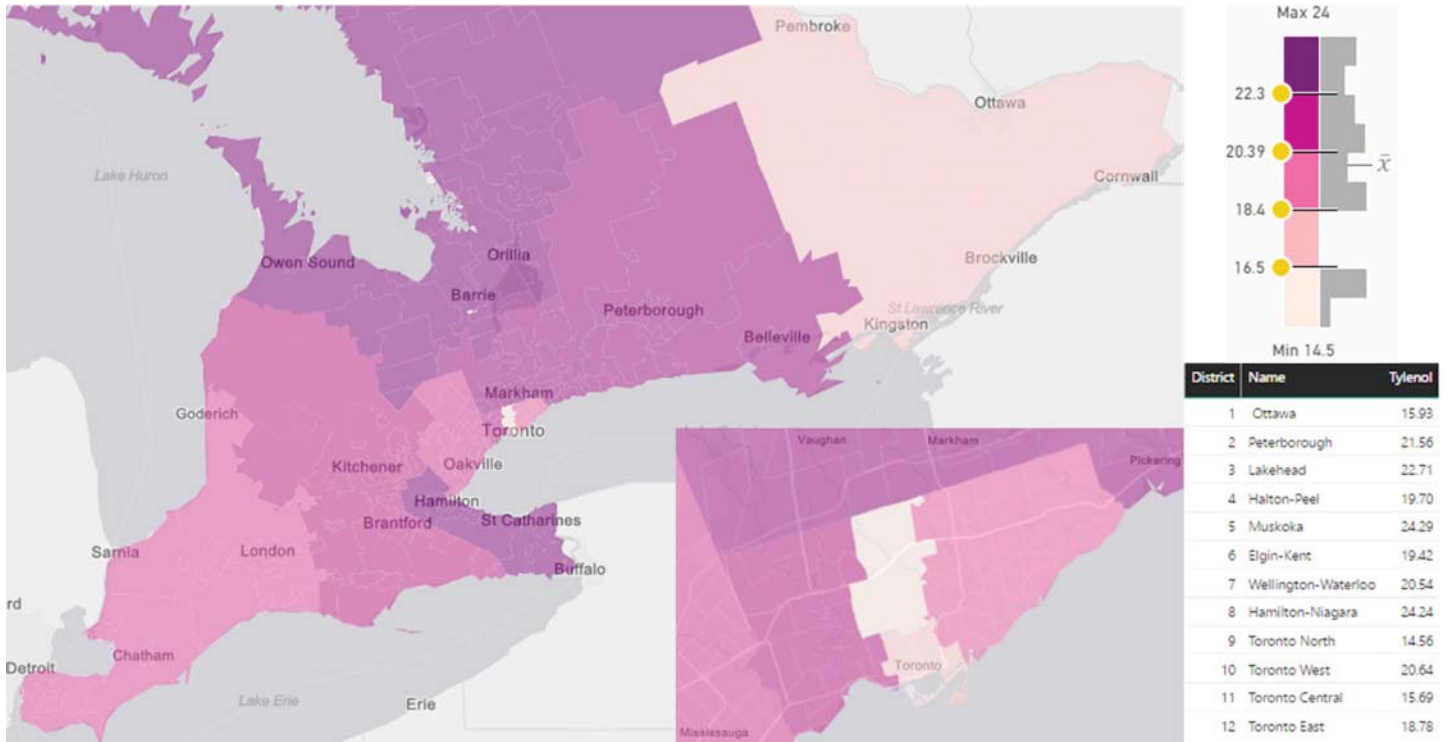 Pembroke
Ottawa
Lake Huron
Cornwall
Owen Sound
Orillia
Brockville
Barrie
Peterborough
St Lawrence River
Kingston
Belleville
Markham
Goderich
Toronto
Kitchener
Oakville
Hamilton
Brantford
St Catharines
Sarnia
London
Buffalo
rd
Chatham
Detroit
Lake Erie
Erie
Vaughan
Markham
Pickering
Toronto
Mississauga
Max 24
22.3
20.39
x̄
18.4
16.5
Min 14.5
District Name Tylenol
1 Ottawa 15.93
2 Peterborough 21.56
3 Lakehead 22.71
4 Halton-Peel 19.70
5 Muskoka 24.29
6 Elgin-Kent 19.42
7 Wellington-Waterloo 20.54
8 Hamilton-Niagara 24.24
9 Toronto North 14.56
10 Toronto West 20.64
11 Toronto Central 15.69
12 Toronto East 18.78